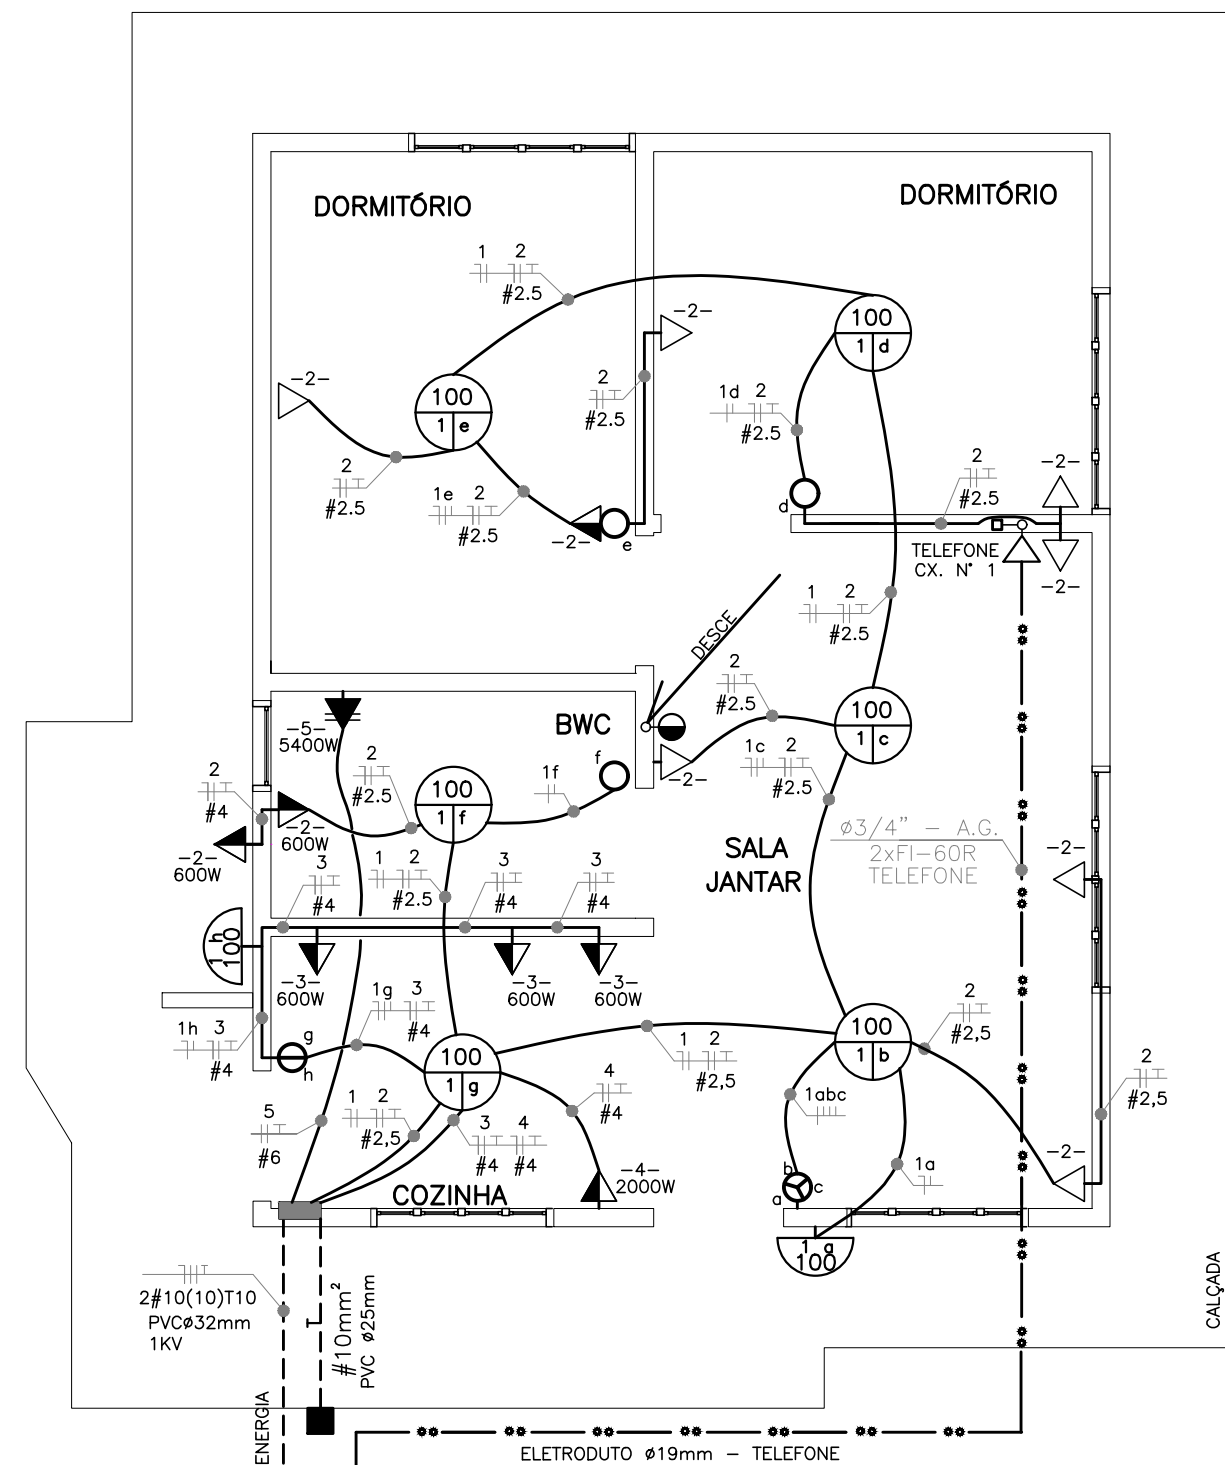 DORMITÓRIO
DORMITÓRIO
1 2
#2.5
100
1 d
-2-
-2-
100
1 e
2
#2.5
1d 2
#2.5
2
#2.5
1e 2
#2.5
-2-
e
d
2
#2.5
-2-
TELEFONE
CX. N° 1
-2-
1 2
#2.5
DESCE
2
#2.5
BWC
100
1 c
-5-
5400W
f
-2-
1c 2
#2.5
2
#2.5
100
1 f
1f
2
#4
-2-
600W
-2-
600W
ø3/4" - A.G.
2xFI-60R
TELEFONE
SALA
JANTAR
-2-
3
#4
1 2
#2.5
3
#4
3
#4
1 h
100
-3-
600W
-3-
600W
-3-
600W
1g 3
#4
1h 3
#4
g
h
100
1 g
1 2
#2,5
100
1 b
2
#2,5
2
#2,5
4
#4
1abc
5
#6
1 2
#2,5
3 4
#4 #4
-4-
2000W
COZINHA
b
a c
1a
-2-
1 a
100
2#10(10)T10
PVCø32mm
1KV
T
#10mm²
PVC ø25mm
ENERGIA
CALÇADA
ELETRODUTO ø19mm - TELEFONE